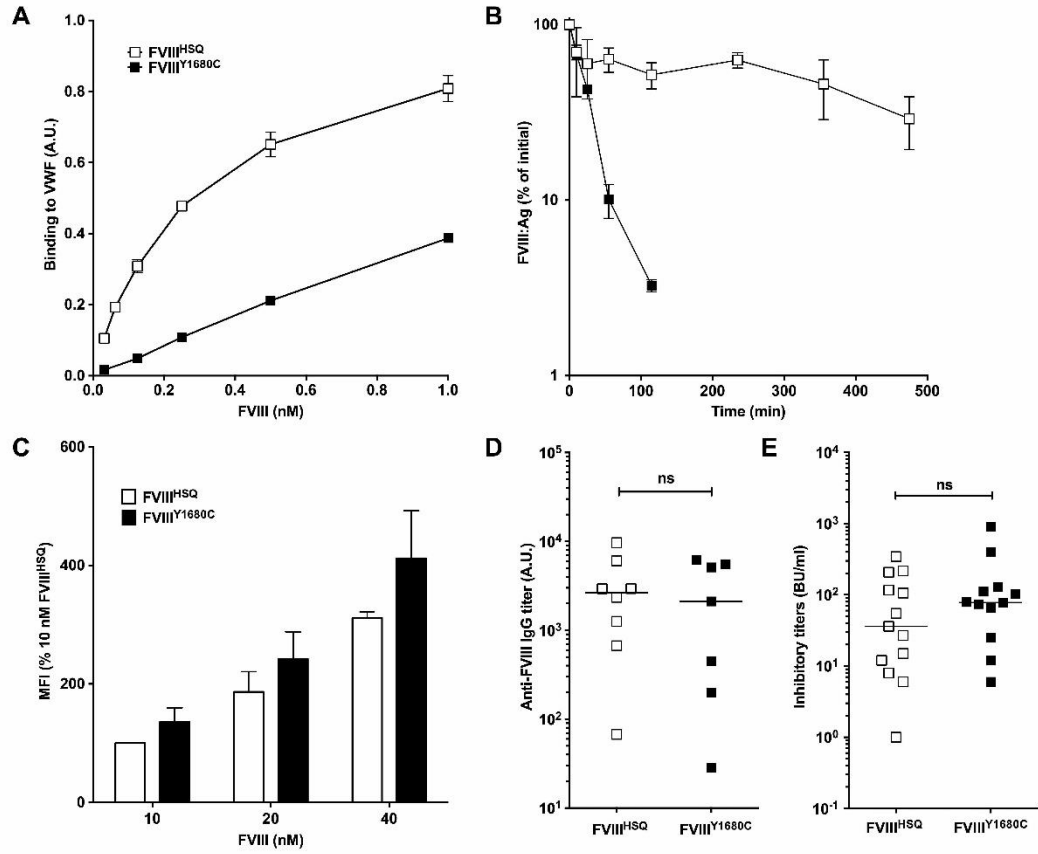 A
FVIII^HSQ
FVIII^Y1680C
Binding to VWF (A.U.)
1.0
0.8
0.6
0.4
0.2
0.0
0.0 0.2 0.4 0.6 0.8 1.0
FVIII (nM)
B
FVIII:Ag (% of initial)
100
10
1
0 100 200 300 400 500
Time (min)
C
FVIII^HSQ
FVIII^Y1680C
MFI (% 10 nM FVIII^HSQ)
600
400
200
0
10 20 40
FVIII (nM)
D
ns
Anti-FVIII IgG titer (A.U.)
10^5
10^4
10^3
10^2
10^1
FVIII^HSQ FVIII^Y1680C
E
ns
Inhibitory titers (BU/ml)
10^4
10^3
10^2
10^1
10^0
10^-1
FVIII^HSQ FVIII^Y1680C